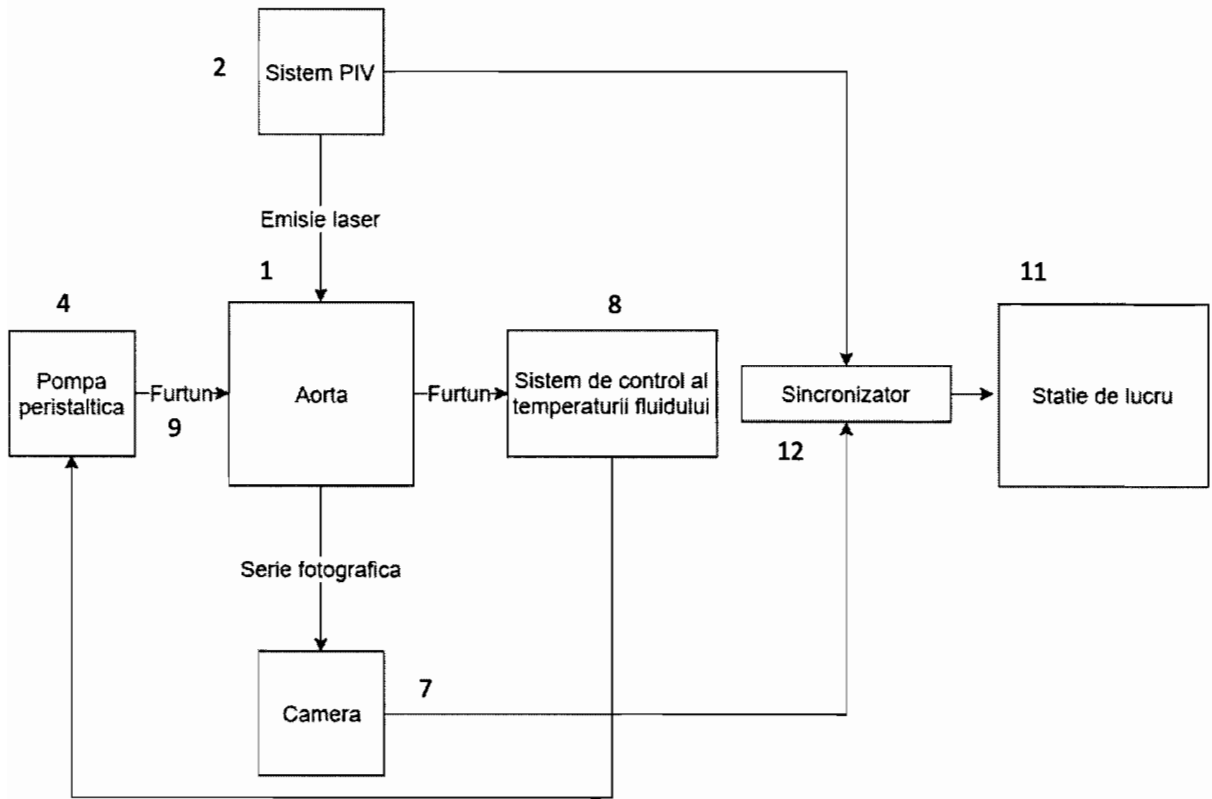 2
Sistem PIV
Emisie laser
1
11
4
8
Pompa
peristaltica
Furtun
Aorta
Furtun
Sistem de control al
temperaturii fluidului
Sincronizator
Statie de lucru
9
12
Serie fotografica
7
Camera